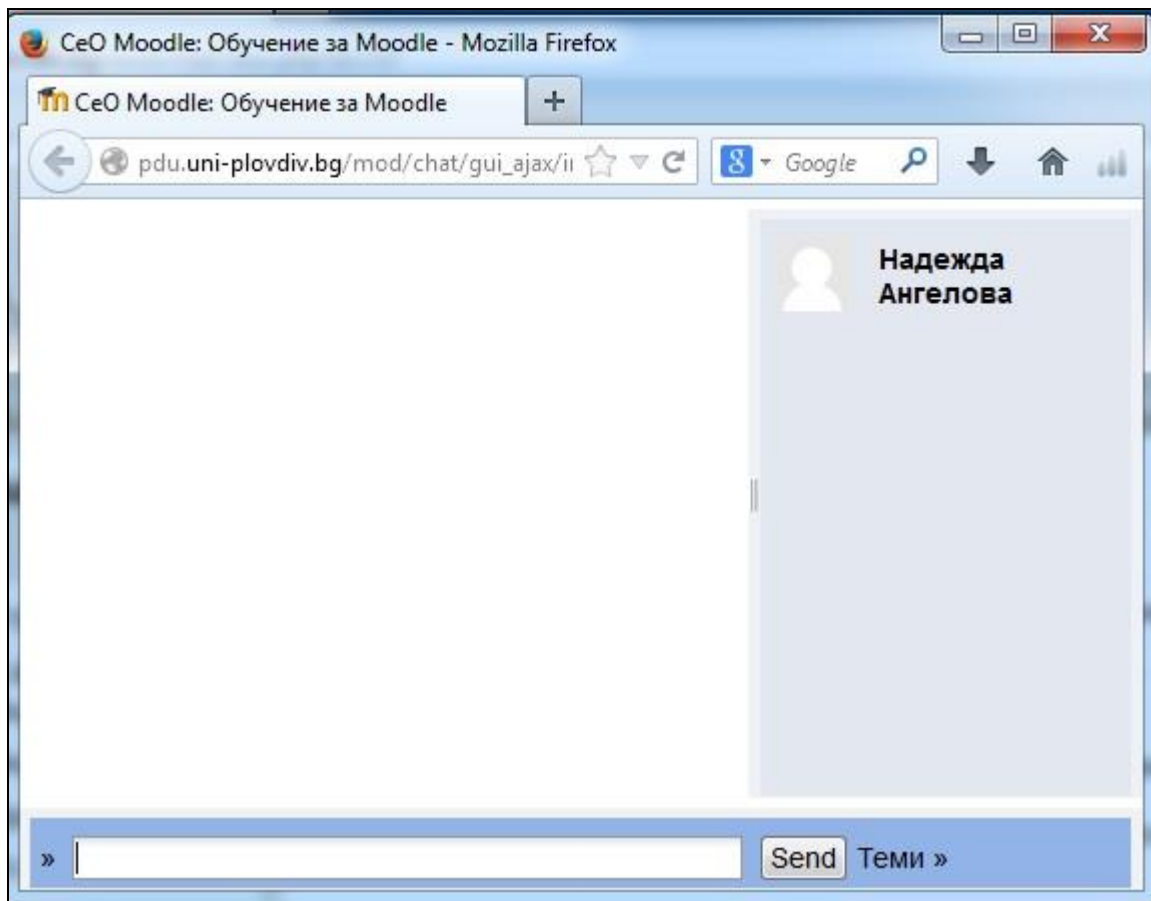 CeO Moodle: Обучение за Moodle - Mozilla Firefox
CeO Moodle: Обучение за Moodle
pdu.uni-plovdiv.bg/mod/chat/gui_ajax/i
Google
Надежда
Ангелова
» Send Теми »